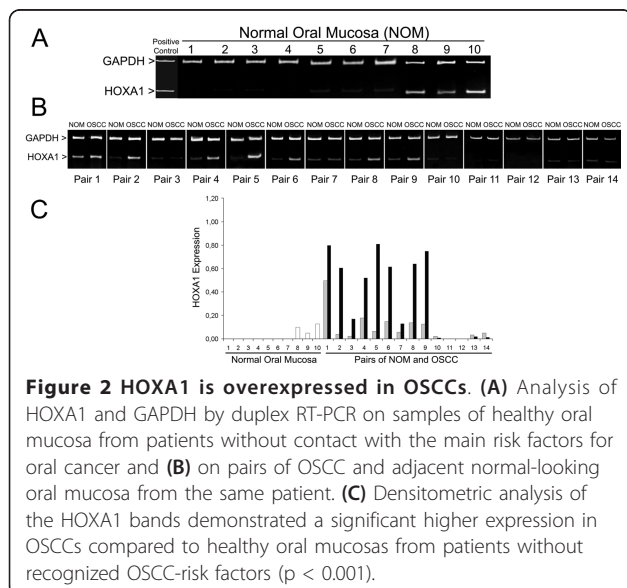 A
Normal Oral Mucosa (NOM)
Positive
Control
1 2 3 4 5 6 7 8 9 10
GAPDH >
HOXA1 >
B
NOM OSCC NOM OSCC NOM OSCC NOM OSCC NOM OSCC NOM OSCC NOM OSCC NOM OSCC NOM OSCC NOM OSCC NOM OSCC NOM OSCC NOM OSCC NOM OSCC
GAPDH >
HOXA1 >
Pair 1 Pair 2 Pair 3 Pair 4 Pair 5 Pair 6 Pair 7 Pair 8 Pair 9 Pair 10 Pair 11 Pair 12 Pair 13 Pair 14
C
HOXA1 Expression
1,20
1,00
0,80
0,60
0,40
0,20
0,00
1 2 3 4 5 6 7 8 9 10 1 2 3 4 5 6 7 8 9 10 11 12 13 14
Normal Oral Mucosa Pairs of NOM and OSCC
Figure 2 HOXA1 is overexpressed in OSCCs. (A) Analysis of
HOXA1 and GAPDH by duplex RT-PCR on samples of healthy oral
mucosa from patients without contact with the main risk factors for
oral cancer and (B) on pairs of OSCC and adjacent normal-looking
oral mucosa from the same patient. (C) Densitometric analysis of
the HOXA1 bands demonstrated a significant higher expression in
OSCCs compared to healthy oral mucosas from patients without
recognized OSCC-risk factors (p < 0.001).